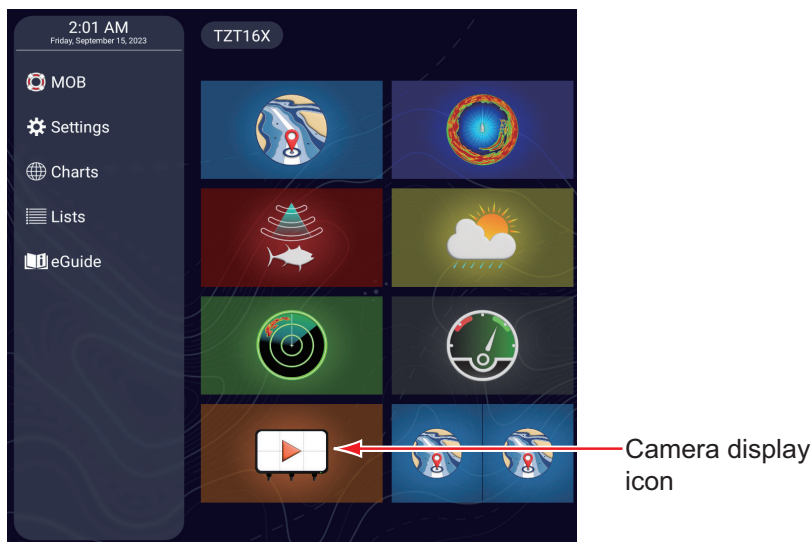 2:01 AM
Friday, September 15, 2023
TZT16X
MOB
Settings
Charts
Lists
eGuide
Camera display
icon